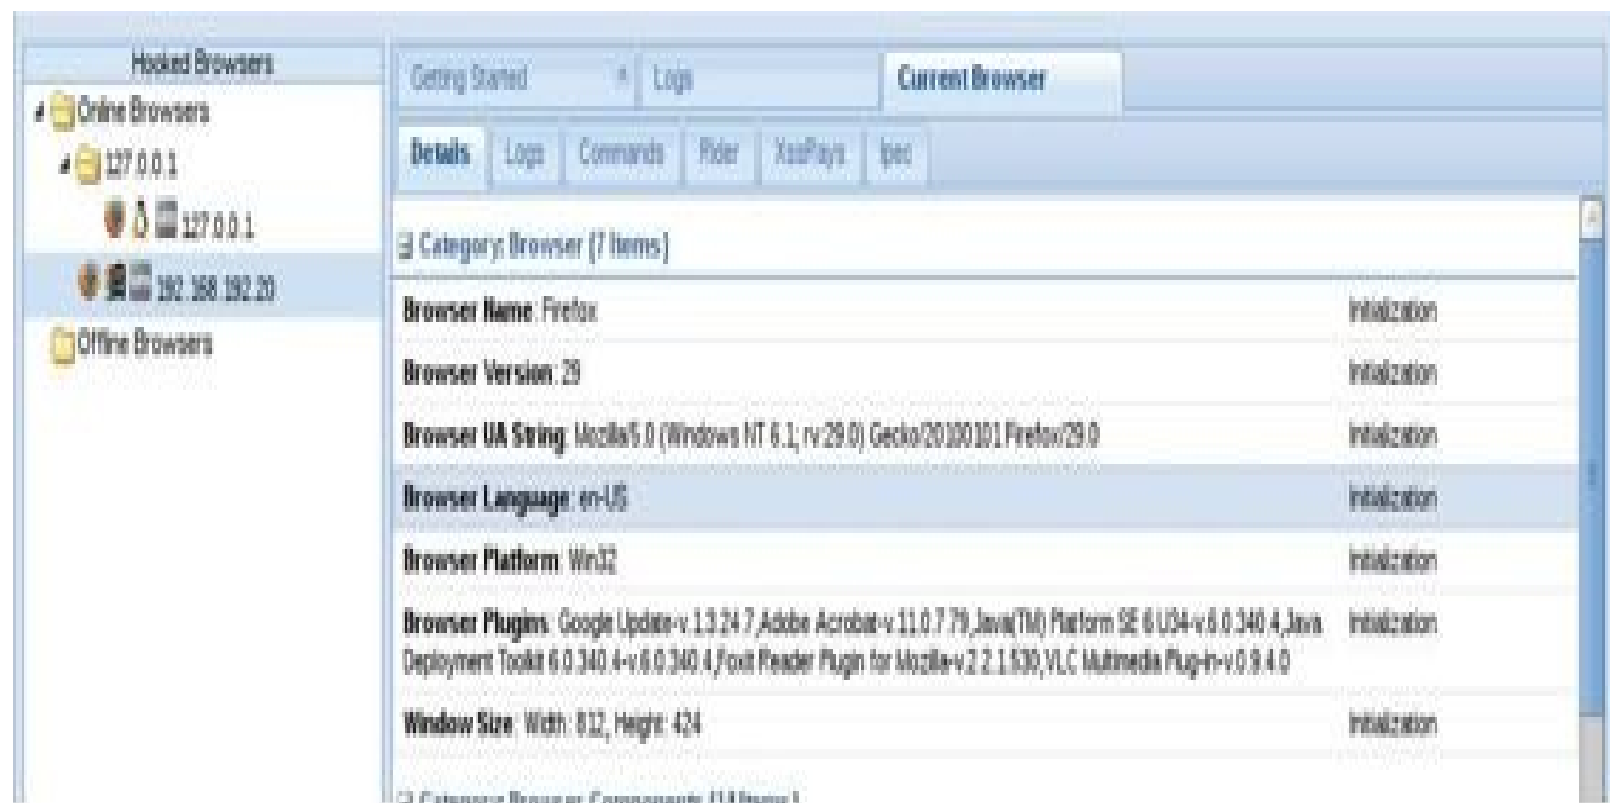 Hooked Browsers
Online Browsers
127.0.0.1
127.0.0.1
192.168.192.20
Offline Browsers
Getting Started
Logs
Current Browser
Details
Logs
Commands
Rider
XssRays
Ipec
Category: Browser (7 Items)
Browser Name: Firefox
Initialization
Browser Version: 29
Initialization
Browser UA String: Mozilla/5.0 (Windows NT 6.1; rv:29.0) Gecko/20100101 Firefox/29.0
Initialization
Browser Language: en-US
Initialization
Browser Platform: Win32
Initialization
Browser Plugins: Google Update-v.1.3.24.7,Adobe Acrobat-v.11.0.7.79,Java(TM) Platform SE 6 U34-v.6.0.340.4,Java
Initialization
Deployment Toolkit 6.0.340.4-v.6.0.340.4,Foxit Reader Plugin for Mozilla-v.2.2.1.530,VLC Multimedia Plug-in-v.0.9.4.0
Window Size: Width: 812, Height: 424
Initialization
Category: Browser Components (14 Items)